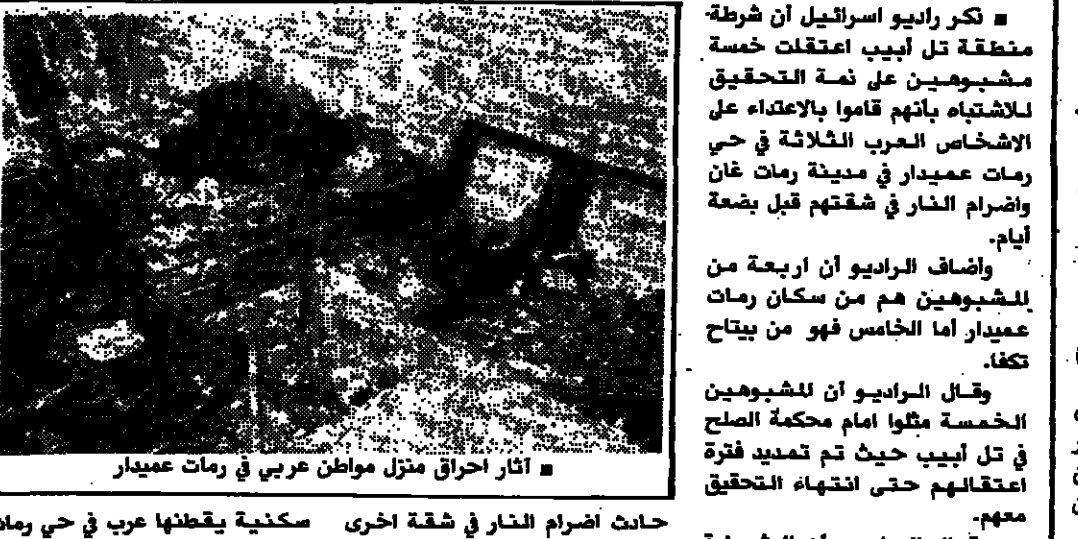 ■ ذكر راديو اسرائيل أن شرطة
منطقة تل أبيب اعتقلت خمسة
مشبوهين على ذمة التحقيق
للاشتباه بأنهم قاموا بالاعتداء على
الاشخاص العرب الثلاثة في حي
رمات عميدار في مدينة رمات غان
واضرام النار في شقتهم قبل بضعة
أيام.
وأضاف الراديو أن اربعة من
المشبوهين هم من سكان رمات
عميدار أما الخامس فهو من بيتاح
تكفا.
وقال الراديو أن المشبوهين
الخمسة مثلوا امام محكمة الصلح
في تل أبيب حيث تم تمديد فترة
اعتقالهم حتى انتهاء التحقيق
معهم.
■ آثار احراق منزل مواطن عربي في رمات عميدار
حادث اضرام النار في شقة اخرى
سكنية يقطنها عرب في حي رمات